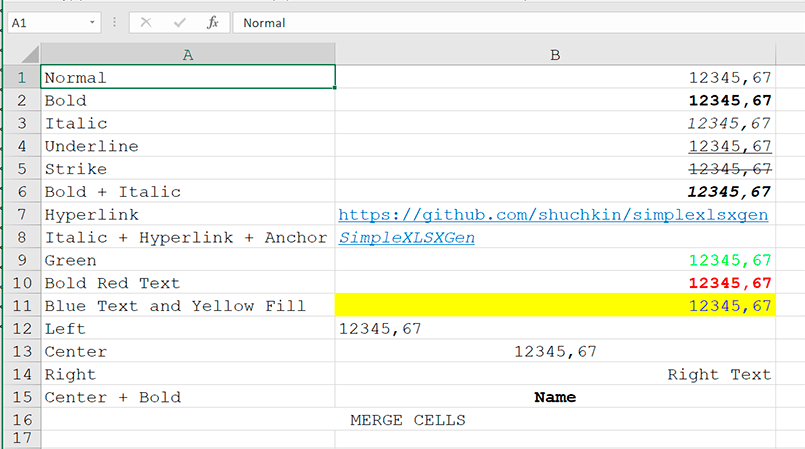 A1 Normal
A B
1 Normal 12345,67
2 Bold 12345,67
3 Italic 12345,67
4 Underline 12345,67
5 Strike 12345,67
6 Bold + Italic 12345,67
7 Hyperlink https://github.com/shuchkin/simplexlsxgen
8 Italic + Hyperlink + Anchor SimpleXLSXGen
9 Green 12345,67
10 Bold Red Text 12345,67
11 Blue Text and Yellow Fill 12345,67
12 Left 12345,67
13 Center 12345,67
14 Right Right Text
15 Center + Bold Name
16 MERGE CELLS
17